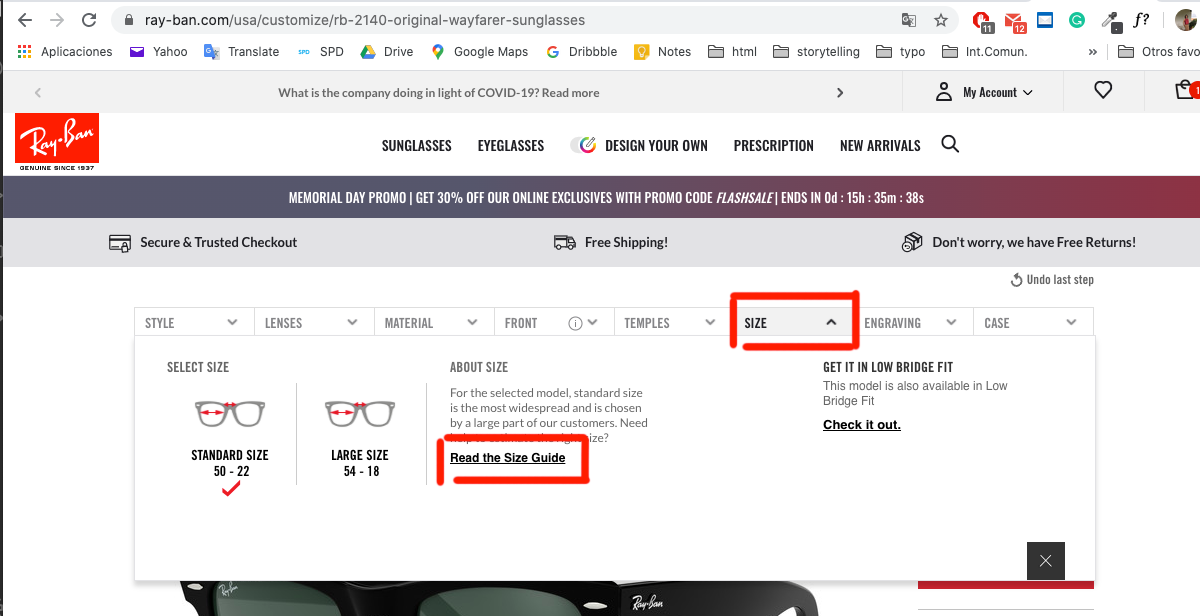 ray-ban.com/usa/customize/rb-2140-original-wayfarer-sunglasses
11
12
f?
Aplicaciones
Yahoo
Translate
SPD
SPD
Drive
Google Maps
Dribbble
Notes
html
storytelling
typo
Int.Comun.
»
Otros favo
What is the company doing in light of COVID-19? Read more
My Account
1
Ray-Ban
GENUINE SINCE 1937
SUNGLASSES
EYEGLASSES
DESIGN YOUR OWN
PRESCRIPTION
NEW ARRIVALS
MEMORIAL DAY PROMO | GET 30% OFF OUR ONLINE EXCLUSIVES WITH PROMO CODE FLASHSALE | ENDS IN 0d : 15h : 35m : 38s
Secure & Trusted Checkout
Free Shipping!
Don't worry, we have Free Returns!
Undo last step
STYLE
LENSES
MATERIAL
FRONT
TEMPLES
SIZE
ENGRAVING
CASE
SELECT SIZE
STANDARD SIZE
50 - 22
LARGE SIZE
54 - 18
ABOUT SIZE
For the selected model, standard size
is the most widespread and is chosen
by a large part of our customers. Need
help to estimate the right size?
Read the Size Guide
GET IT IN LOW BRIDGE FIT
This model is also available in Low
Bridge Fit
Check it out.
Ray-Ban
Ray-Ban